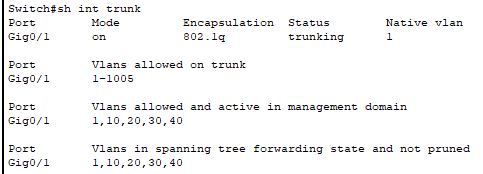 Switch#sh int trunk
Port Mode Encapsulation Status Native vlan
Gig0/1 on 802.1q trunking 1
Port Vlans allowed on trunk
Gig0/1 1-1005
Port Vlans allowed and active in management domain
Gig0/1 1,10,20,30,40
Port Vlans in spanning tree forwarding state and not pruned
Gig0/1 1,10,20,30,40